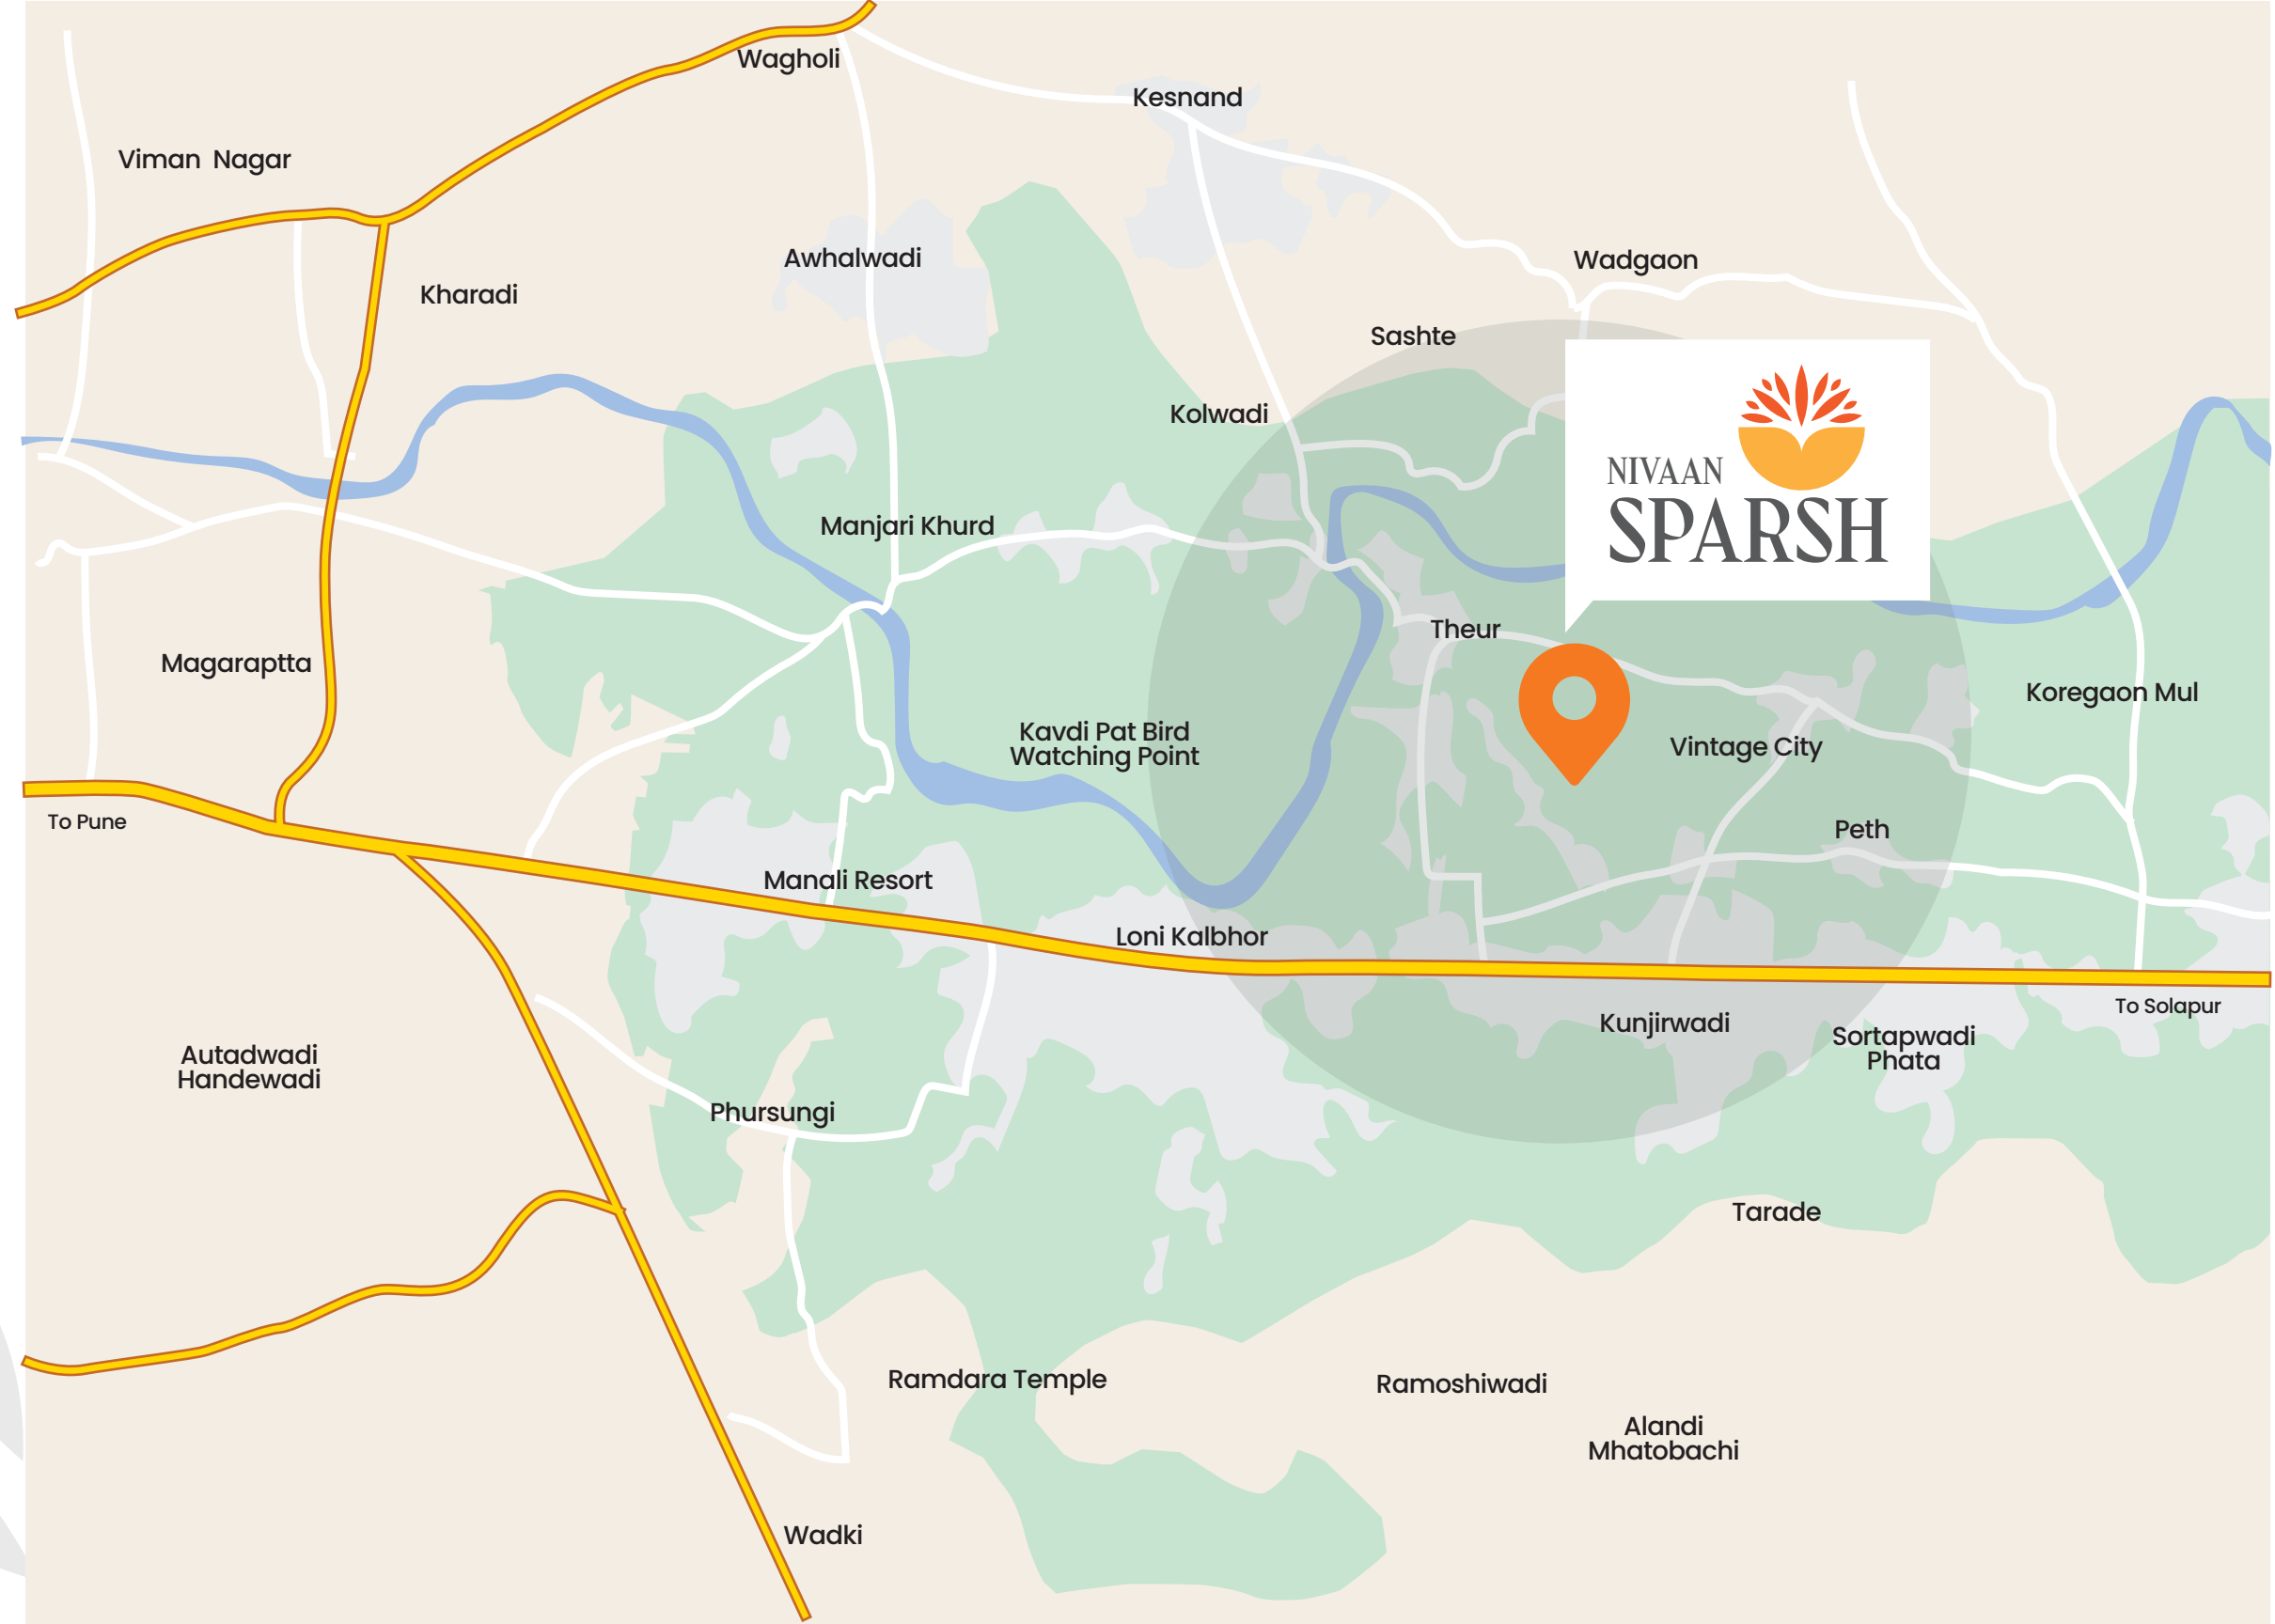 Wagholi
Kesnand
Viman Nagar
Awhalwadi
Wadgaon
Kharadi
Sashte
Kolwadi
NIVAAN
SPARSH
Manjari Khurd
Theur
Magaraptta
Koregaon Mul
Kavdi Pat Bird
Watching Point
Vintage City
To Pune
Peth
Manali Resort
Loni Kalbhor
To Solapur
Kunjirwadi
Sortapwadi
Phata
Autadwadi
Handewadi
Phursungi
Tarade
Ramdara Temple
Ramoshiwadi
Alandi
Mhatobachi
Wadki